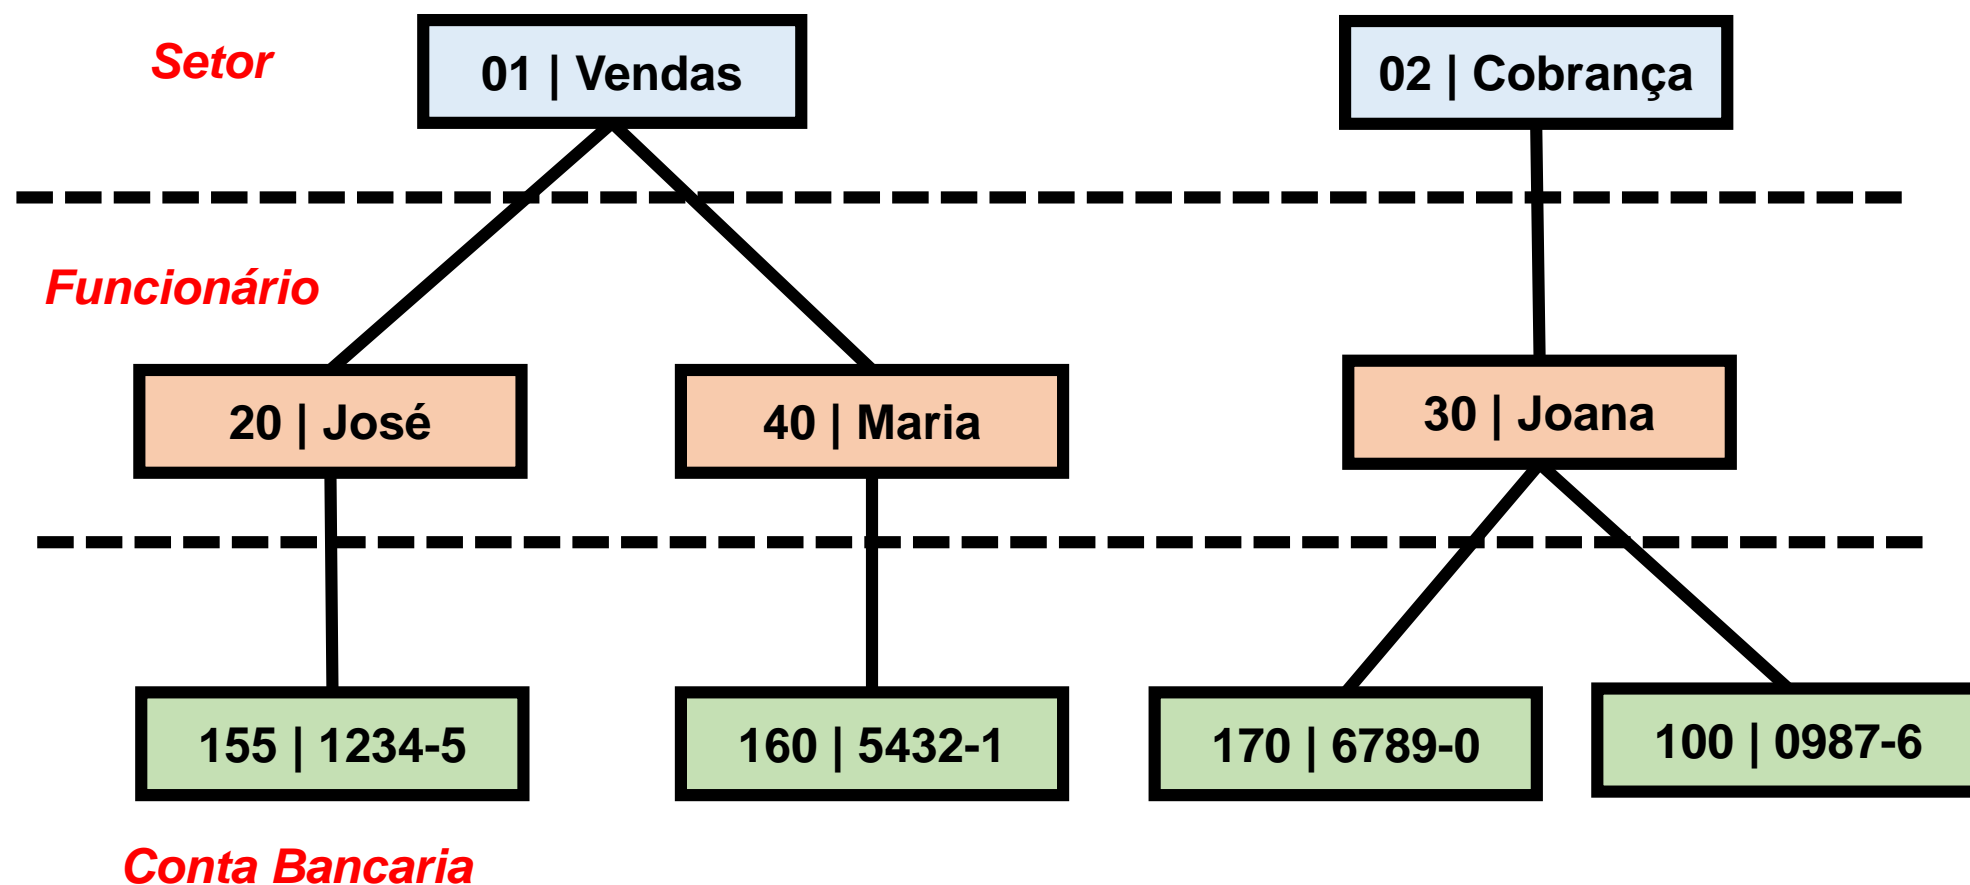 Setor
01 | Vendas
02 | Cobrança
Funcionário
20 | José
40 | Maria
30 | Joana
155 | 1234-5
160 | 5432-1
170 | 6789-0
100 | 0987-6
Conta Bancaria